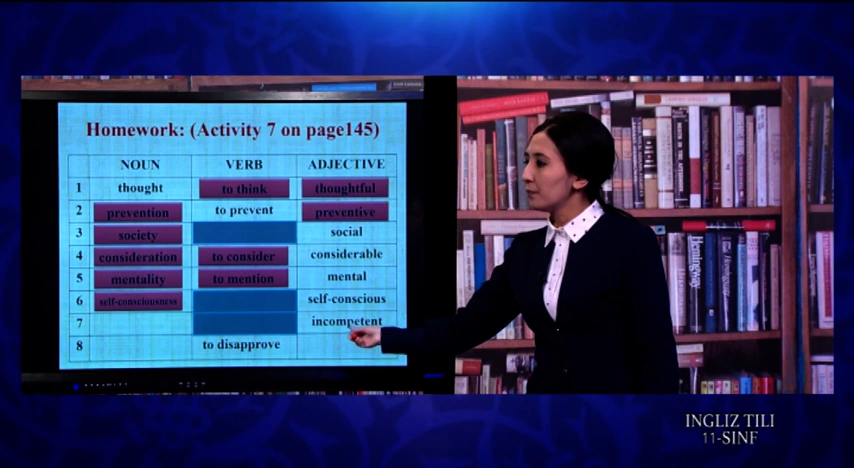 Homework: (Activity 7 on page145)
NOUN VERB ADJECTIVE
1 thought to think thoughtful
2 prevention to prevent preventive
3 society social
4 consideration to consider considerable
5 mentality to mention mental
6 self-consciousness self-conscious
7 incompetent
8 to disapprove
Hemingway
INGLIZ TILI
11-SINF